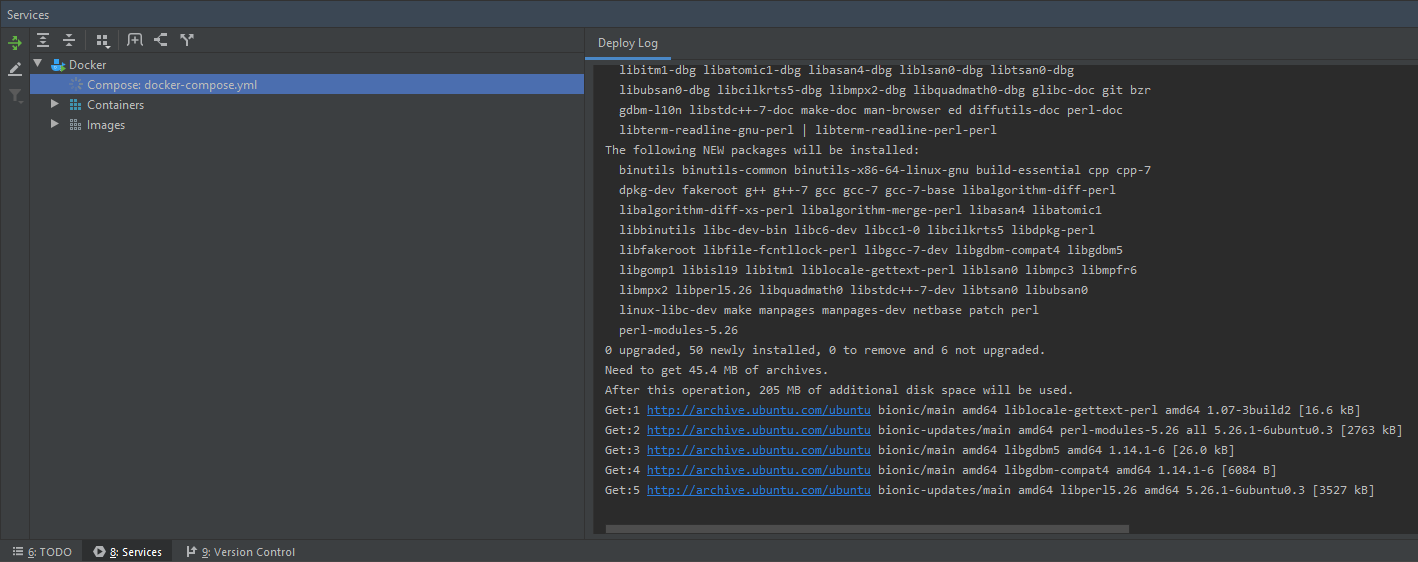 Services
Docker
Compose: docker-compose.yml
Containers
Images
Deploy Log
libitm1-dbg libatomic1-dbg libasan4-dbg liblsan0-dbg libtsan0-dbg
libubsan0-dbg libcilkrts5-dbg libmpx2-dbg libquadmath0-dbg glibc-doc git bzr
gdbm-l10n libstdc++-7-doc make-doc man-browser ed diffutils-doc perl-doc
libterm-readline-gnu-perl | libterm-readline-perl-perl
The following NEW packages will be installed:
binutils binutils-common binutils-x86-64-linux-gnu build-essential cpp cpp-7
dpkg-dev fakeroot g++ g++-7 gcc gcc-7 gcc-7-base libalgorithm-diff-perl
libalgorithm-diff-xs-perl libalgorithm-merge-perl libasan4 libatomic1
libbinutils libc-dev-bin libc6-dev libcc1-0 libcilkrts5 libdpkg-perl
libfakeroot libfile-fcntllock-perl libgcc-7-dev libgdbm-compat4 libgdbm5
libgomp1 libisl19 libitm1 liblocale-gettext-perl liblsan0 libmpc3 libmpfr6
libmpx2 libperl5.26 libquadmath0 libstdc++-7-dev libtsan0 libubsan0
linux-libc-dev make manpages manpages-dev netbase patch perl
perl-modules-5.26
0 upgraded, 50 newly installed, 0 to remove and 6 not upgraded.
Need to get 45.4 MB of archives.
After this operation, 205 MB of additional disk space will be used.
Get:1 http://archive.ubuntu.com/ubuntu bionic/main amd64 liblocale-gettext-perl amd64 1.07-3build2 [16.6 kB]
Get:2 http://archive.ubuntu.com/ubuntu bionic-updates/main amd64 perl-modules-5.26 all 5.26.1-6ubuntu0.3 [2763 kB]
Get:3 http://archive.ubuntu.com/ubuntu bionic/main amd64 libgdbm5 amd64 1.14.1-6 [26.0 kB]
Get:4 http://archive.ubuntu.com/ubuntu bionic/main amd64 libgdbm-compat4 amd64 1.14.1-6 [6084 B]
Get:5 http://archive.ubuntu.com/ubuntu bionic-updates/main amd64 libperl5.26 amd64 5.26.1-6ubuntu0.3 [3527 kB]
6: TODO 8: Services 9: Version Control